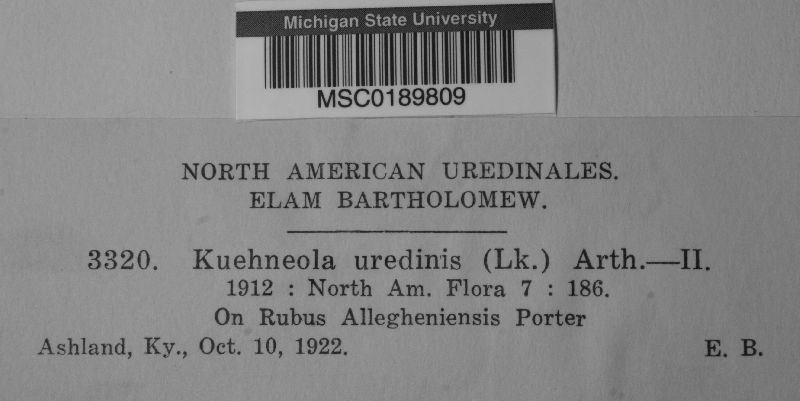 Michigan State University
MSC0189809
NORTH AMERICAN UREDINALES.
ELAM BARTHOLOMEW.
3320. Kuehneola uredinis (Lk.) Arth.—II.
1912 : North Am. Flora 7 : 186.
On Rubus Allegheniensis Porter
Ashland, Ky., Oct. 10, 1922. E. B.